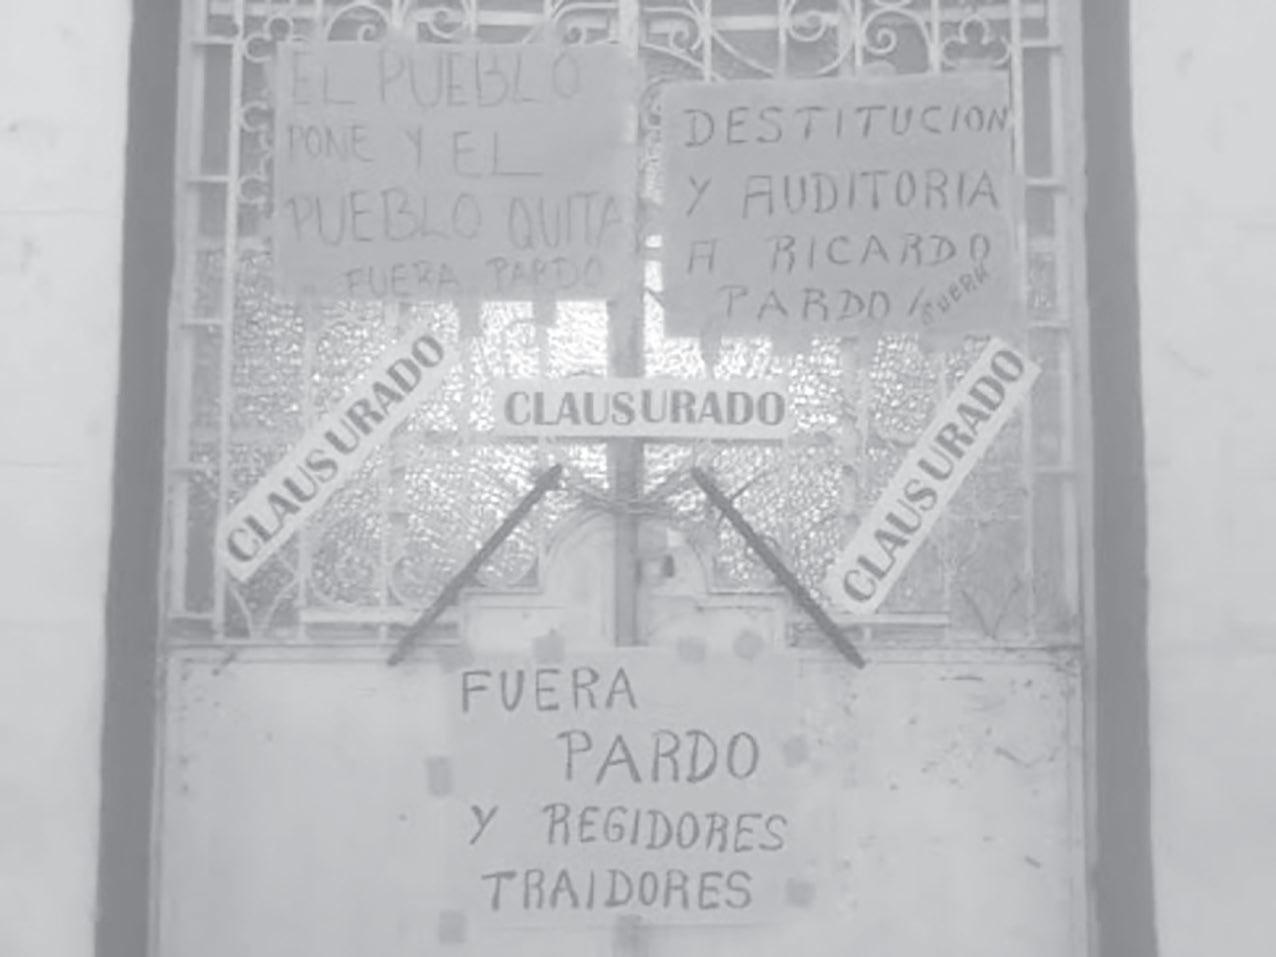 EL PUEBLO
PONE Y EL
PUEBLO QUITA
FUERA PARDO
DESTITUCION
Y AUDITORIA
A RICARDO
PARDO / FUERA
CLAUSURADO
CLAUSURADO
CLAUSURADO
FUERA
PARDO
Y REGIDORES
TRAIDORES